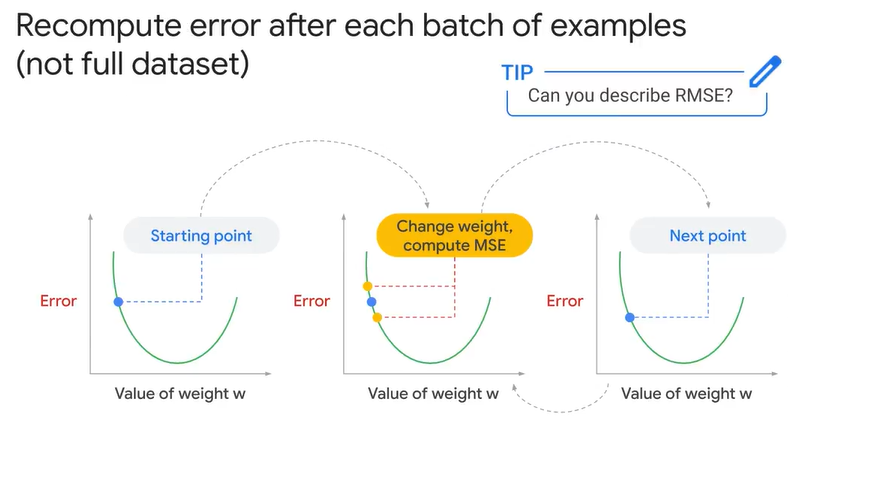 Recompute error after each batch of examples
(not full dataset)
TIP
Can you describe RMSE?
Starting point
Error
Value of weight w
Change weight,
compute MSE
Error
Value of weight w
Next point
Error
Value of weight w